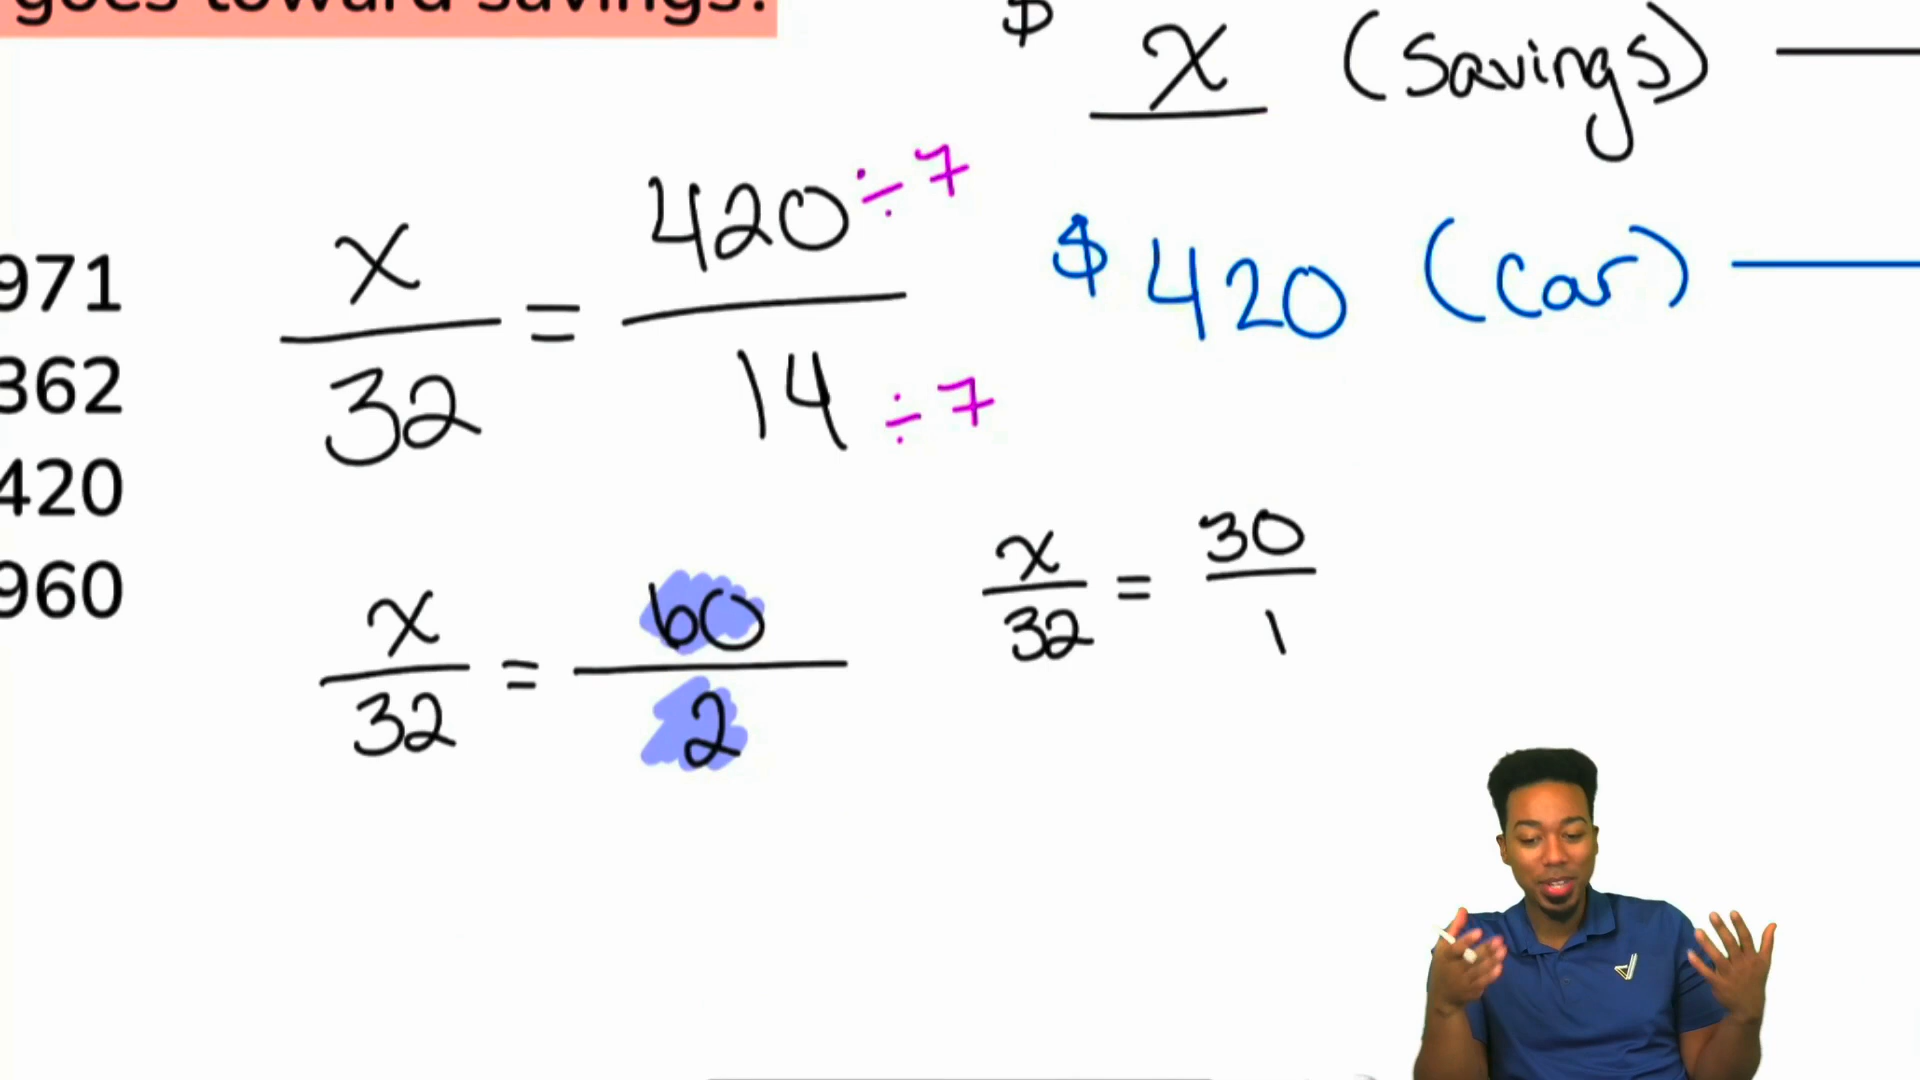 goes toward savings?
$ x (savings)
x/32 = 420÷7/14÷7
$420 (car)
971
362
420
960
x/32 = 60/2
x/32 = 30/1